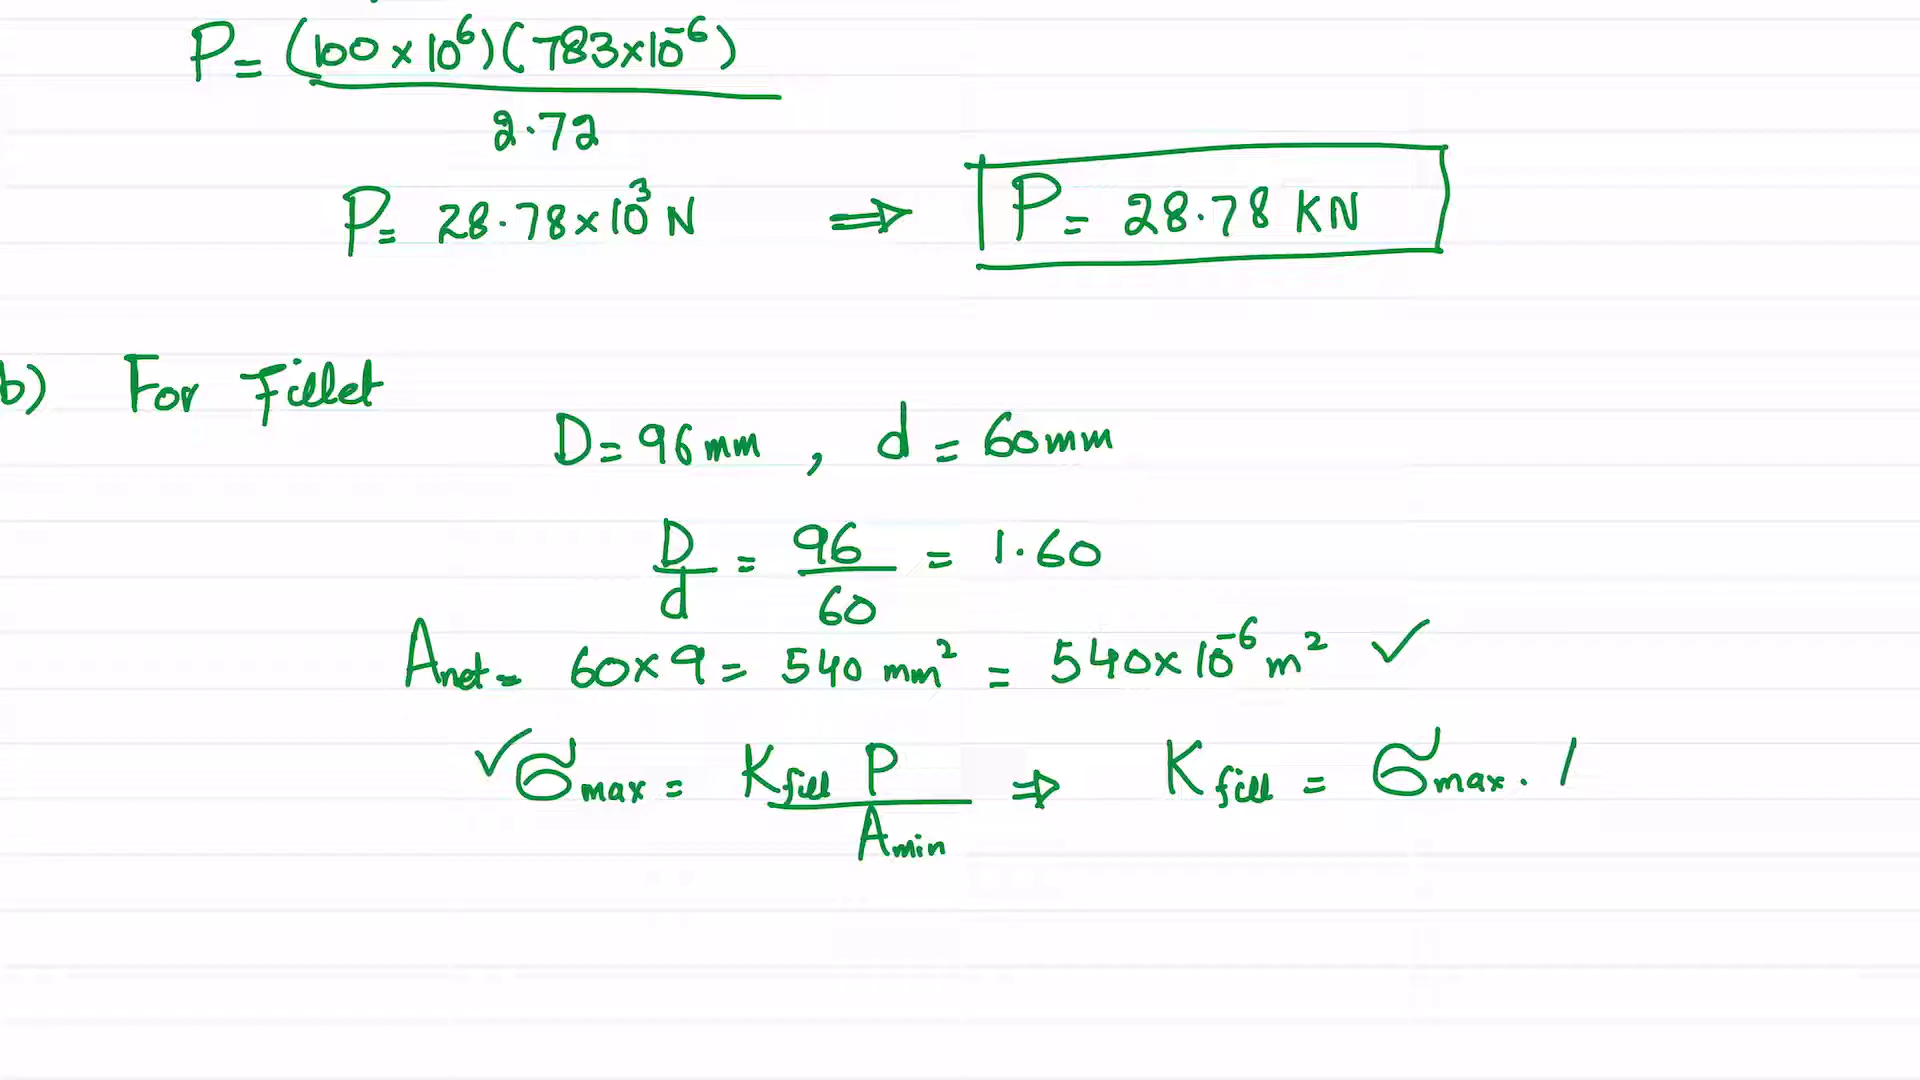 P = (100 × 10⁶)(783×10⁻⁶)
2.72
P = 28.78×10³ N ⇒ P = 28.78 KN
b) For Fillet
D = 96 mm , d = 60 mm
D/d = 96/60 = 1.60
Anet = 60 × 9 = 540 mm² = 540 × 10⁻⁶ m² ✓
✓ σmax = Kfill P / Amin ⇒ Kfill = σmax .